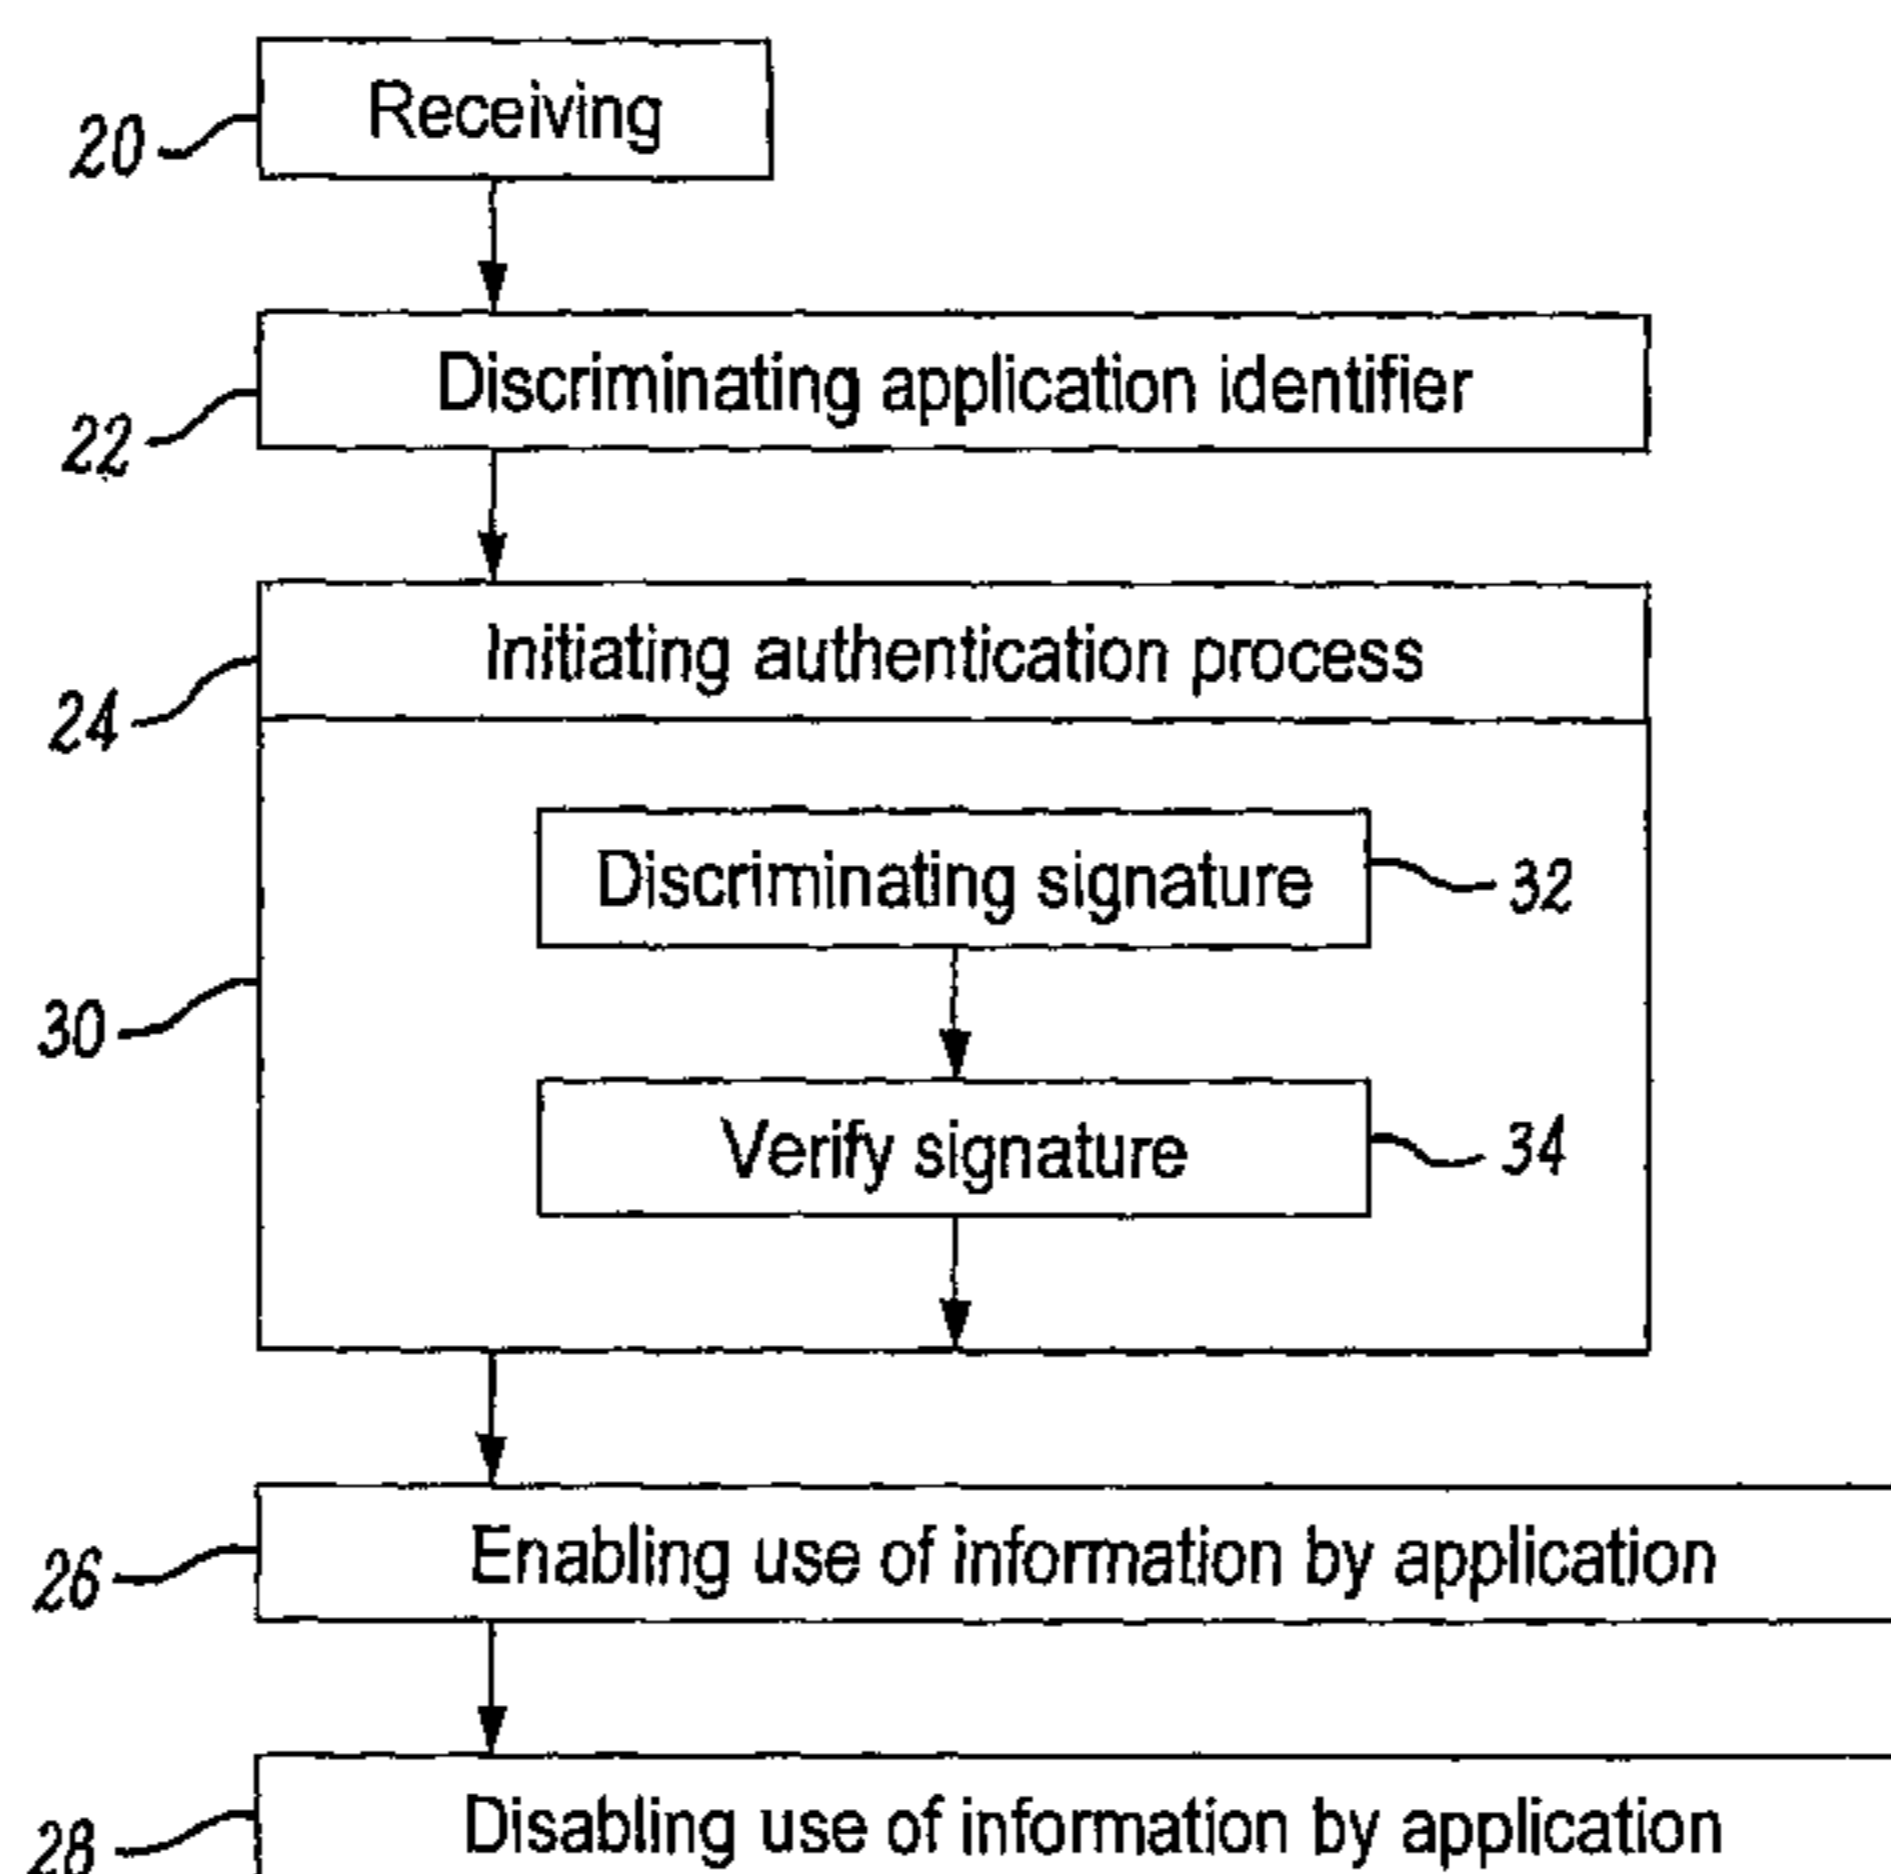 Receiving
20
Discriminating application identifier
22
Initiating authentication process
24
Discriminating signature
32
30
Verify signature
34
Enabling use of information by application
26
Disabling use of information by application
28